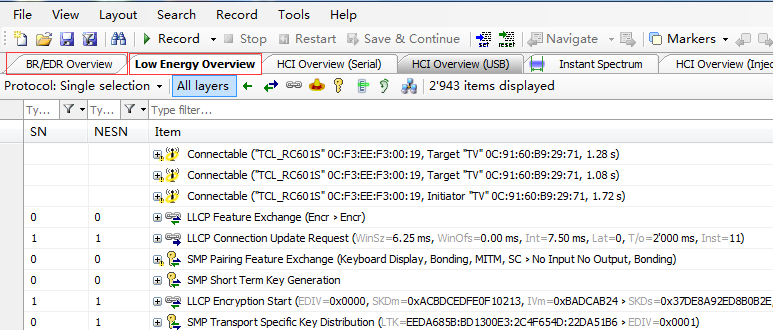 File View Layout Search Record Tools Help
Record Stop Restart Save & Continue set rst Navigate Markers
BR/EDR Overview Low Energy Overview HCI Overview (Serial) HCI Overview (USB) Instant Spectrum HCI Overview (Injec
Protocol: Single selection All layers 2'943 items displayed
Ty... Ty... Type filter...
SN NESN Item
Connectable ("TCL_RC601S" 0C:F3:EE:F3:00:19, Target "TV" 0C:91:60:B9:29:71, 1.28 s)
Connectable ("TCL_RC601S" 0C:F3:EE:F3:00:19, Target "TV" 0C:91:60:B9:29:71, 1.08 s)
Connectable ("TCL_RC601S" 0C:F3:EE:F3:00:19, Initiator "TV" 0C:91:60:B9:29:71, 1.72 s)
0 0 LLCP Feature Exchange (Encr > Encr)
1 1 LLCP Connection Update Request (WinSz=6.25 ms, WinOfs=0.00 ms, Int=7.50 ms, Lat=0, T/o=2'000 ms, Inst=11)
0 0 SMP Pairing Feature Exchange (Keyboard Display, Bonding, MITM, SC > No Input No Output, Bonding)
0 0 SMP Short Term Key Generation
1 1 LLCP Encryption Start (EDIV=0x0000, SKDm=0xACBDCEDFE0F10213, IVm=0xBADCAB24 > SKDs=0x37DE8A92ED8B0B2E
0 0 SMP Transport Specific Key Distribution (LTK=EEDA685B:BD1300E3:2C4F654D:22DA51B6 > EDIV=0x0001)